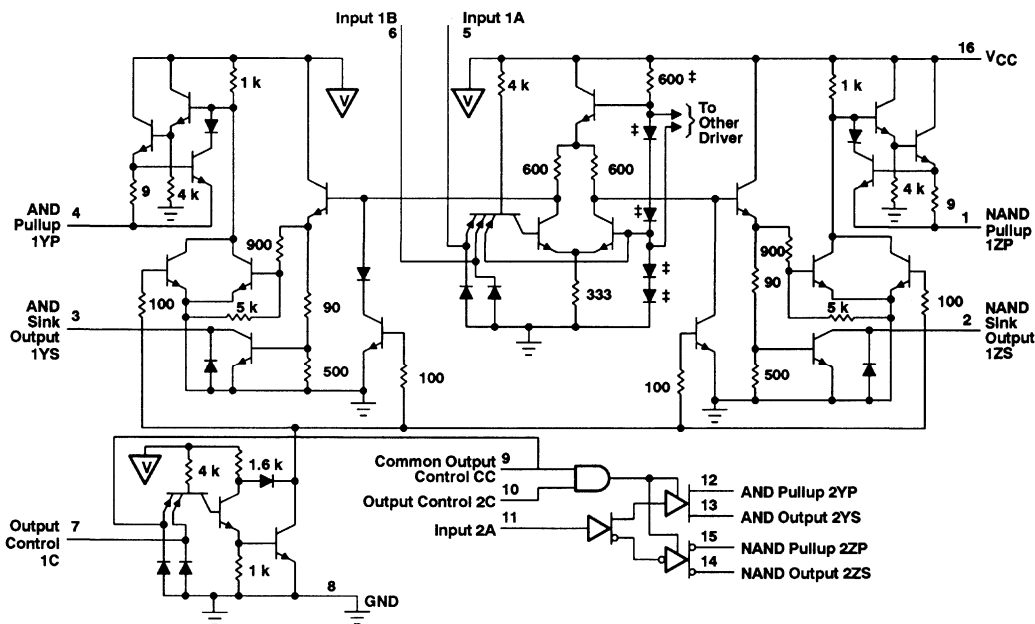 Input 1B
6
Input 1A
5
16
VCC
1 k
V
V
4 k
600 ‡
1 k
‡
To
Other
Driver
9
4 k
600
600
4 k
9
4
AND
Pullup
1YP
‡
1
NAND
Pullup
1ZP
900
900
100
5 k
90
333
‡
‡
90
5 k
100
3
AND
Sink
Output
1YS
2
NAND
Sink
Output
1ZS
500
100
100
500
V
4 k
1.6 k
Common Output
Control CC
9
Output Control 2C
10
Input 2A
11
12
AND Pullup 2YP
13
AND Output 2YS
15
NAND Pullup 2ZP
14
NAND Output 2ZS
Output
Control
1C
7
1 k
8
GND